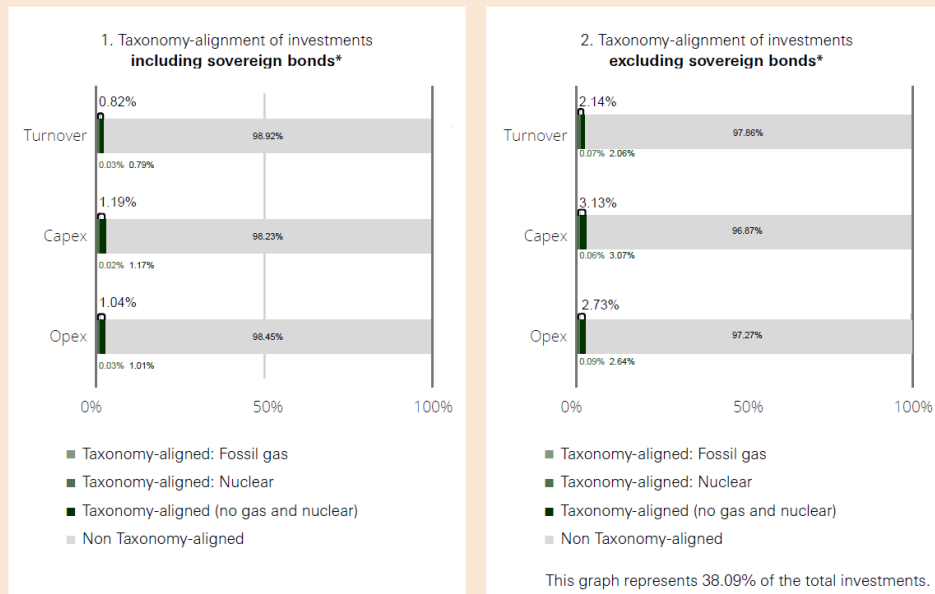 1. Taxonomy-alignment of investments
including sovereign bonds*
0.82%
Turnover
98.92%
0.03% 0.79%
1.19%
Capex
98.23%
0.02% 1.17%
1.04%
Opex
98.45%
0.03% 1.01%
0%
50%
100%
Taxonomy-aligned: Fossil gas
Taxonomy-aligned: Nuclear
Taxonomy-aligned (no gas and nuclear)
Non Taxonomy-aligned
2. Taxonomy-alignment of investments
excluding sovereign bonds*
2.14%
Turnover
97.86%
0.07% 2.06%
3.13%
Capex
96.87%
0.06% 3.07%
2.73%
Opex
97.27%
0.09% 2.64%
0%
50%
100%
Taxonomy-aligned: Fossil gas
Taxonomy-aligned: Nuclear
Taxonomy-aligned (no gas and nuclear)
Non Taxonomy-aligned
This graph represents 38.09% of the total investments.